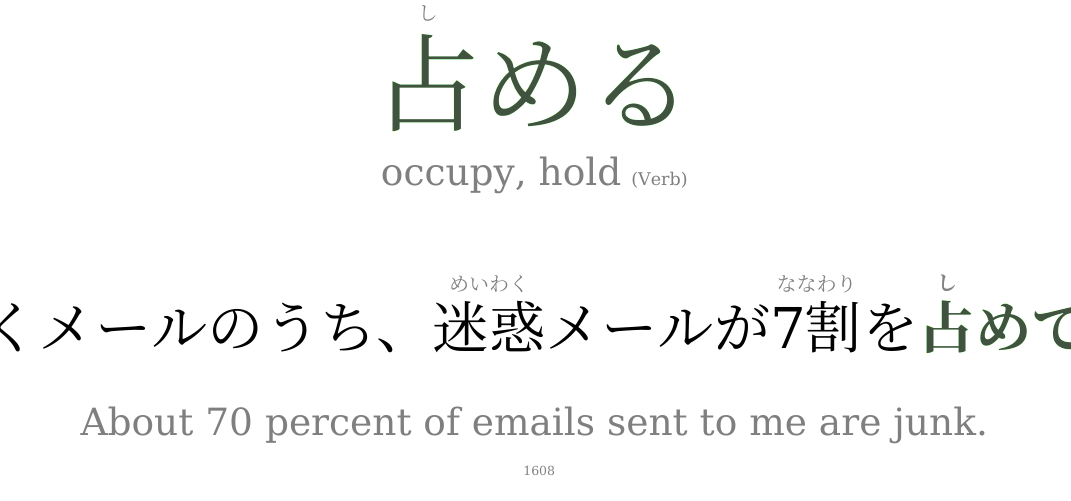 し
占める
occupy, hold (Verb)
めいわく ななわり し
くメールのうち、迷惑メールが7割を占めて
About 70 percent of emails sent to me are junk.
1608